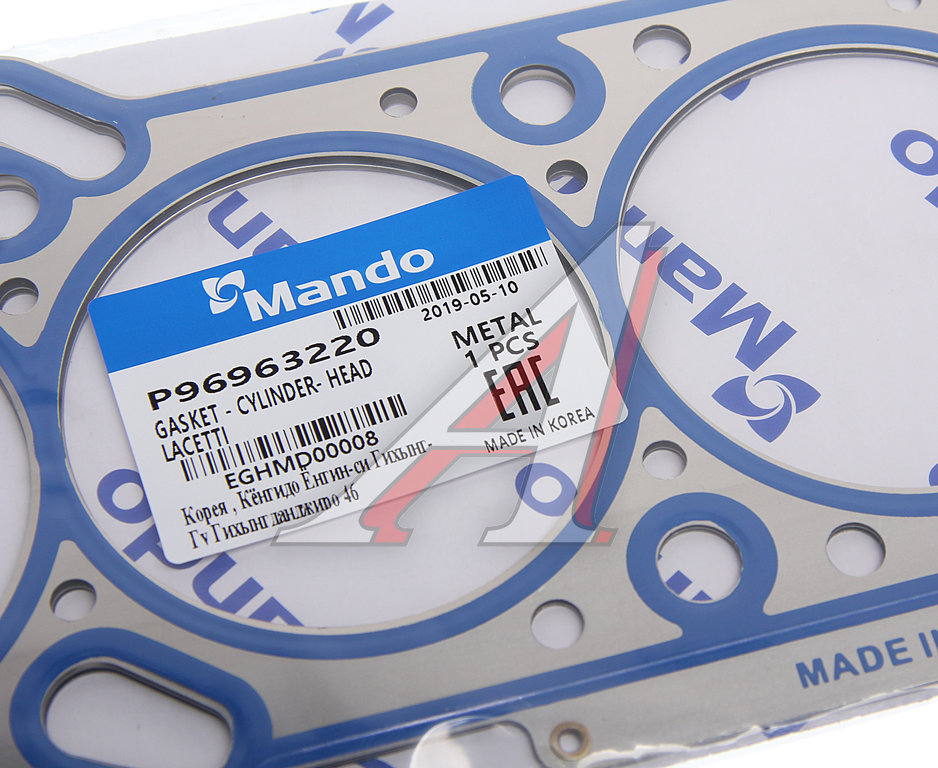 Mando
2019-05-10
P96963220
METAL
GASKET - CYLINDER- HEAD
1 PCS
LACETTI
EAC
EGHMD00008
MADE IN KOREA
Корея , Кёнгидо Ёнгин-си Гихынг-
Гу Гихынгданджиро 46
Mando
MADE IN